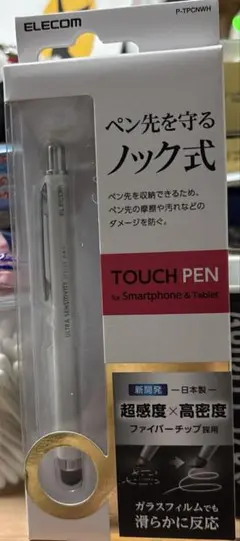 P-TPCNWH
ELECOM
ペン先を守る
ノック式
ペン先を収納できるため、
ペン先の摩擦や汚れなどの
ダメージを防ぐ。
ELECOM
ULTRA SENSITIVITY
TOUCH PEN
for Smartphone & Tablet
新開発 ―日本製―
超感度×高密度
ファイバーチップ採用
ガラスフィルムでも
滑らかに反応